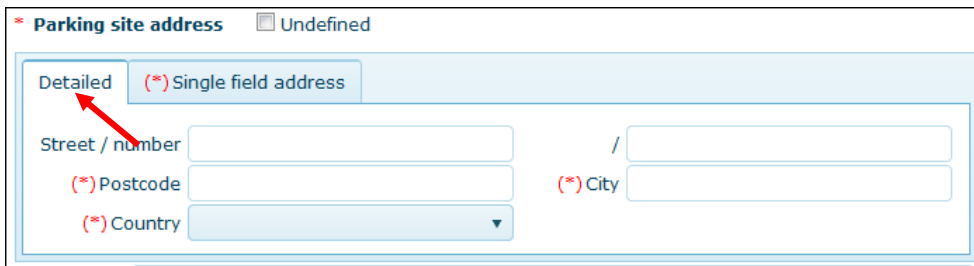 * Parking site address Undefined
Detailed (*) Single field address
Street / number /
(*) Postcode (*) City
(*) Country